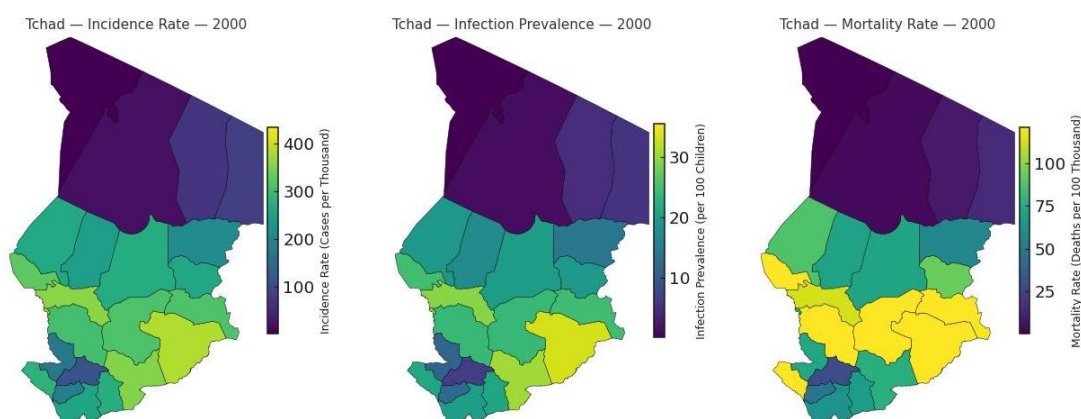 Tchad — Incidence Rate — 2000
400
300
200
100
Incidence Rate (Cases per Thousand)
Tchad — Infection Prevalence — 2000
30
20
10
Infection Prevalence (per 100 Children)
Tchad — Mortality Rate — 2000
100
75
50
25
Mortality Rate (Deaths per 100 Thousand)